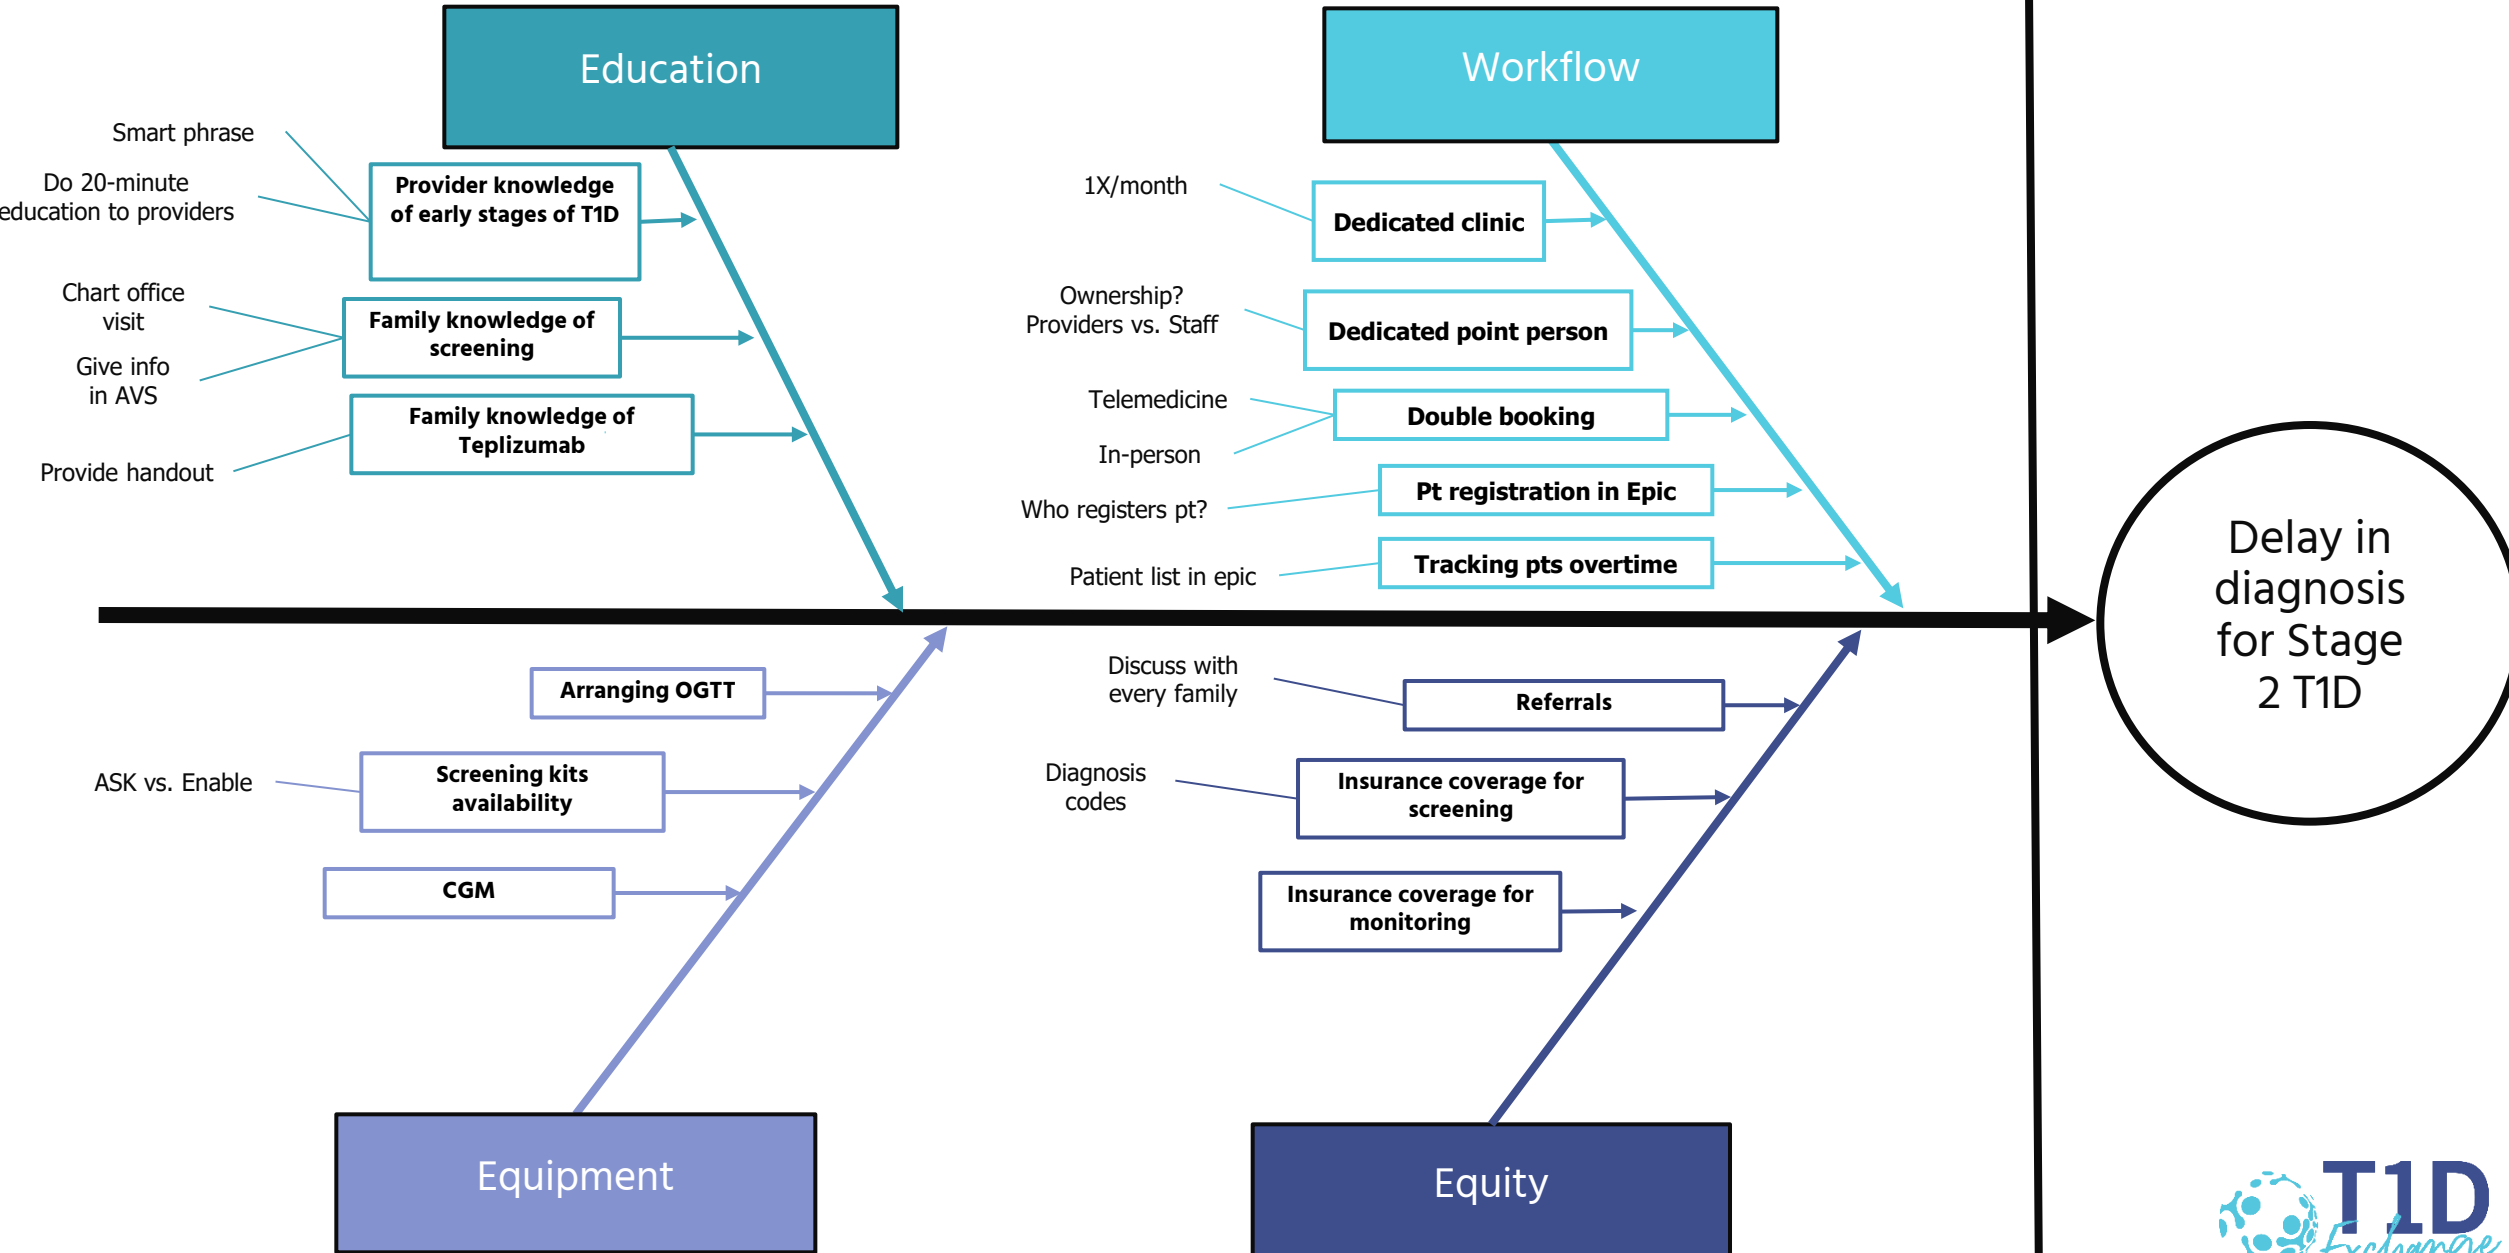 Education
Smart phrase
Do 20-minute
education to providers
Provider knowledge
of early stages of T1D
Chart office
visit
Give info
in AVS
Family knowledge of
screening
Provide handout
Family knowledge of
Teplizumab
Workflow
1X/month
Dedicated clinic
Ownership?
Providers vs. Staff
Dedicated point person
Telemedicine
In-person
Double booking
Who registers pt?
Pt registration in Epic
Patient list in epic
Tracking pts overtime
Delay in
diagnosis
for Stage
2 T1D
Arranging OGTT
ASK vs. Enable
Screening kits
availability
CGM
Equipment
Discuss with
every family
Referrals
Diagnosis
codes
Insurance coverage for
screening
Insurance coverage for
monitoring
Equity
T1D
Exchange